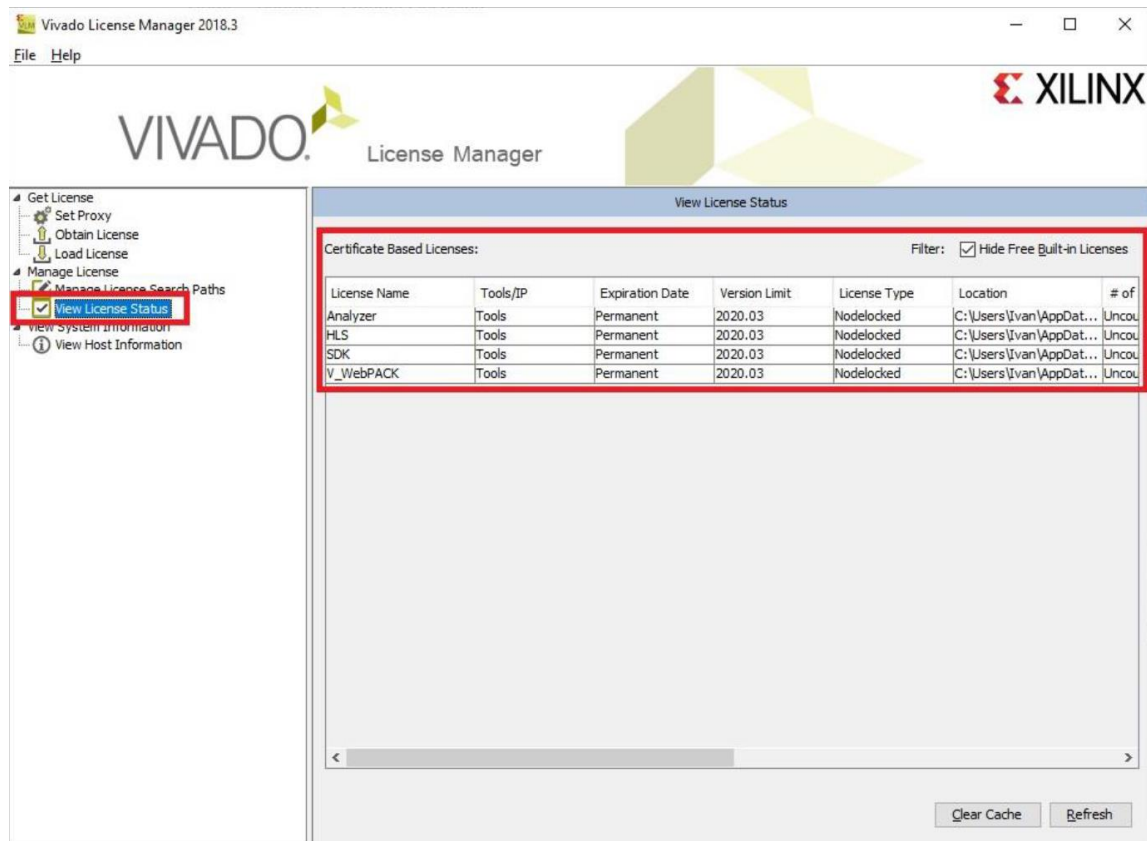 Vivado License Manager 2018.3
File Help
VIVADO. License Manager
XILINX
Get License
Set Proxy
Obtain License
Load License
Manage License
Manage License Search Paths
View License Status
View System Information
View Host Information
View License Status
Certificate Based Licenses: Filter: Hide Free Built-in Licenses
License Name Tools/IP Expiration Date Version Limit License Type Location # of
Analyzer Tools Permanent 2020.03 Nodelocked C:\Users\Ivan\AppDat... Uncou
HLS Tools Permanent 2020.03 Nodelocked C:\Users\Ivan\AppDat... Uncou
SDK Tools Permanent 2020.03 Nodelocked C:\Users\Ivan\AppDat... Uncou
V_WebPACK Tools Permanent 2020.03 Nodelocked C:\Users\Ivan\AppDat... Uncou
Clear Cache Refresh